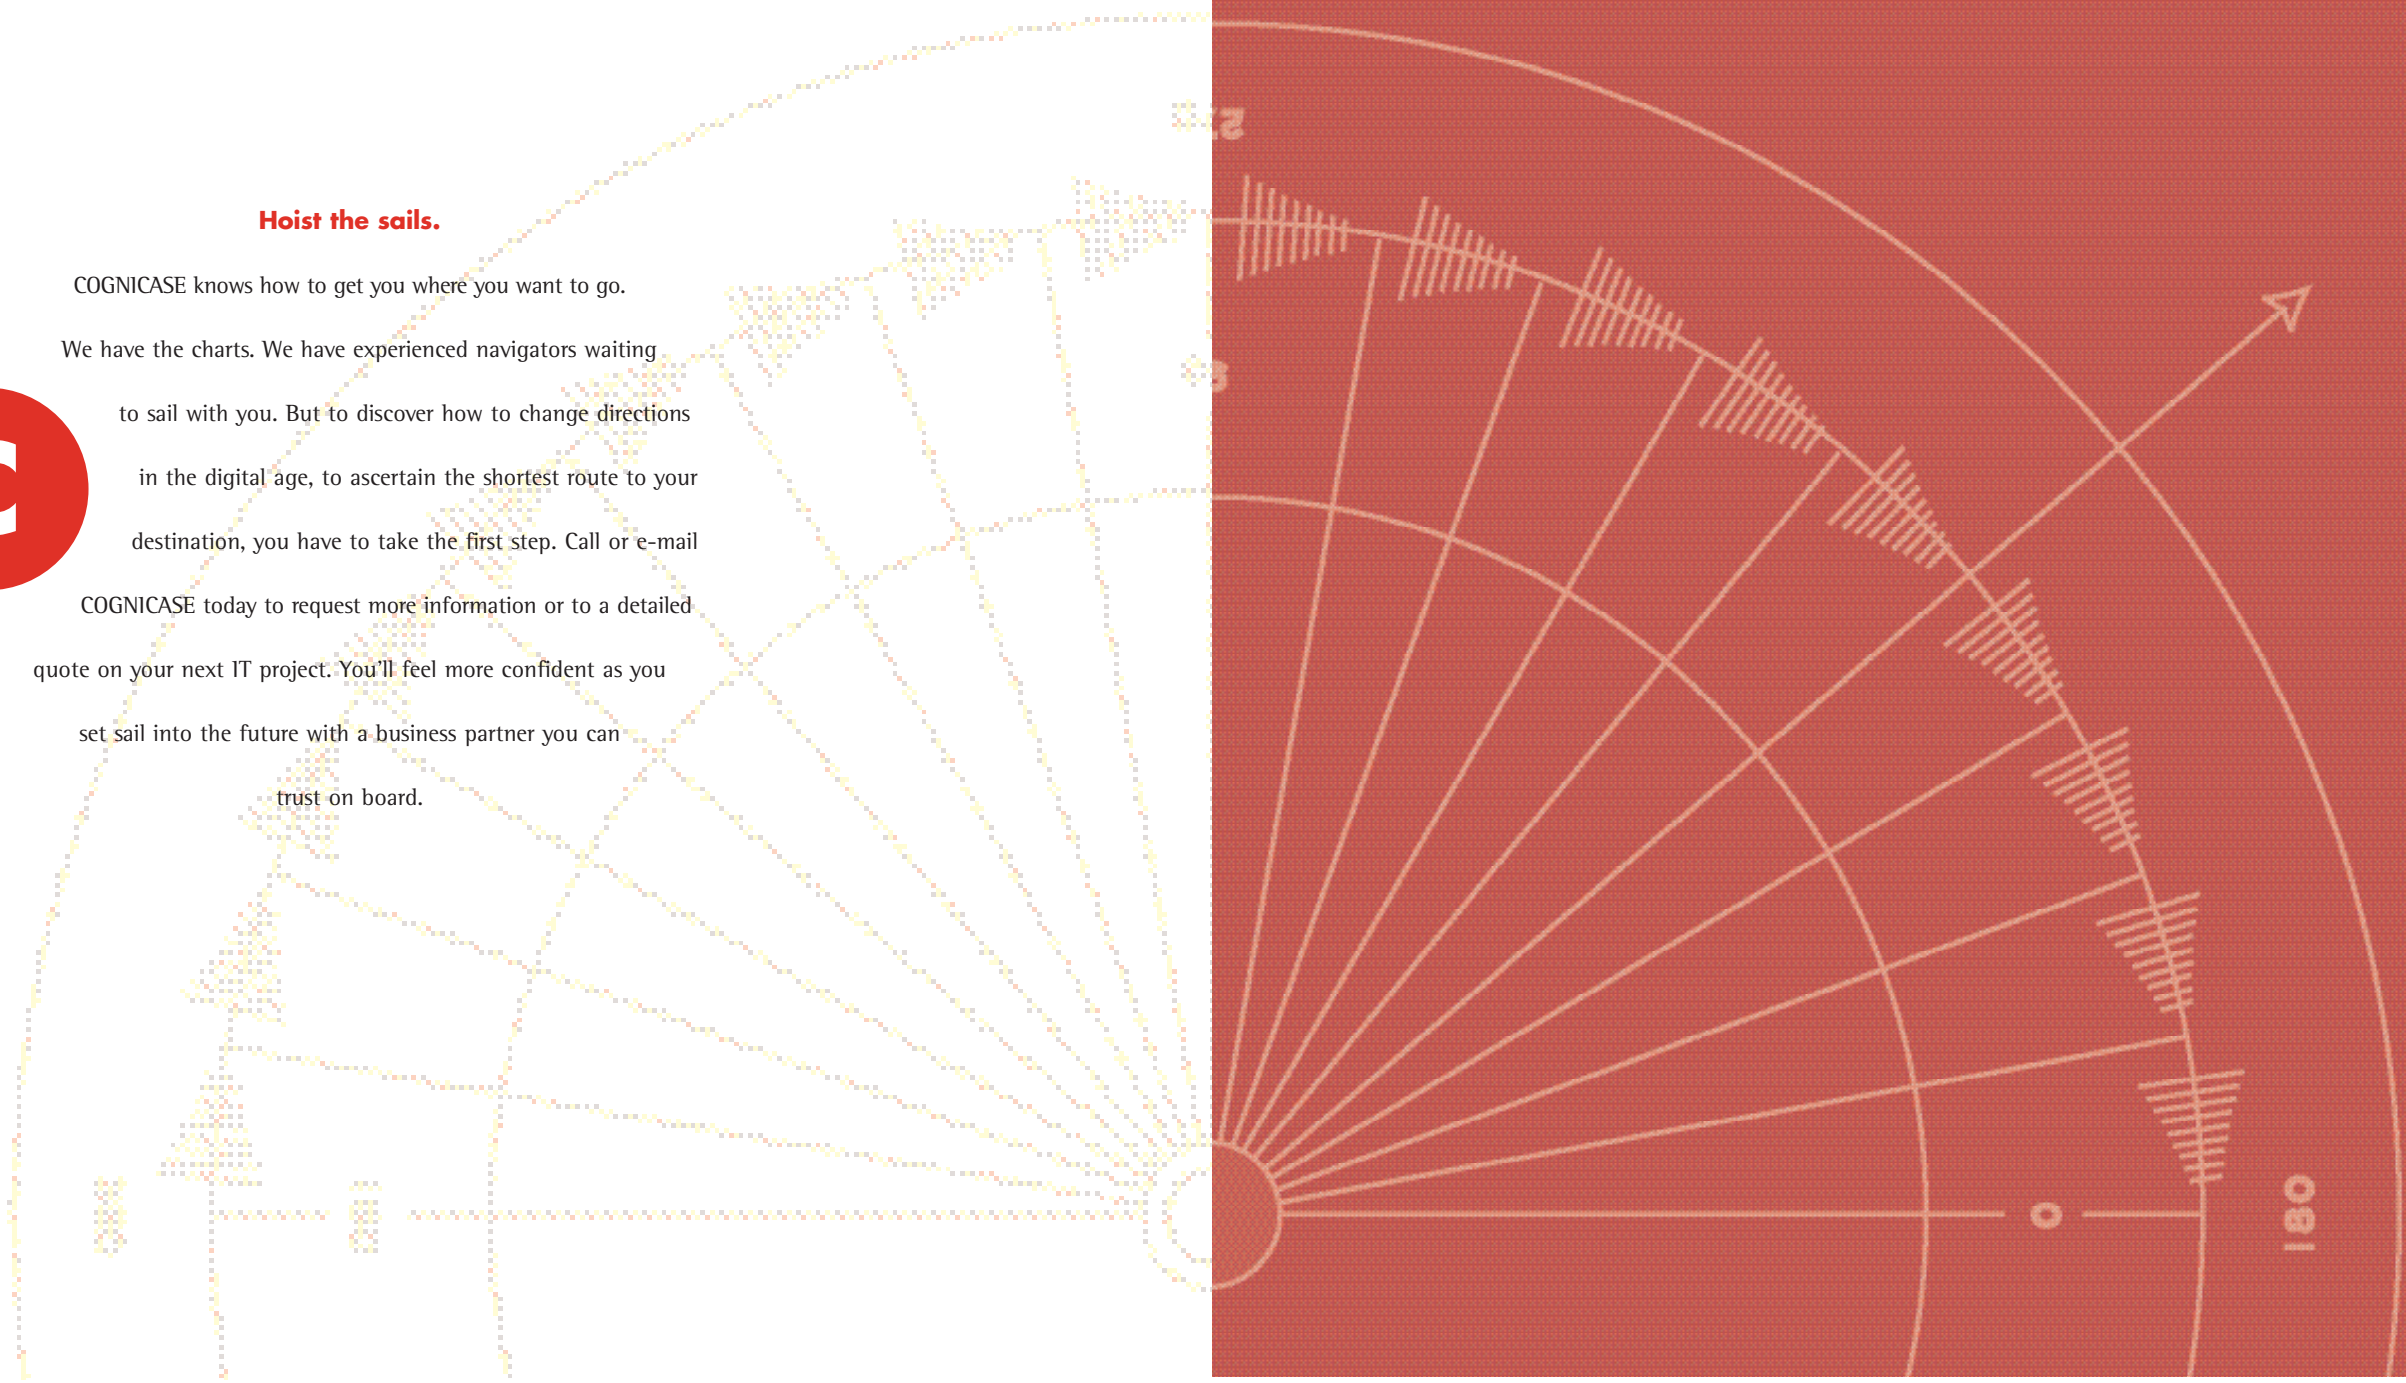 Hoist the sails.
COGNICASE knows how to get you where you want to go.
We have the charts. We have experienced navigators waiting
to sail with you. But to discover how to change directions
in the digital age, to ascertain the shortest route to your
destination, you have to take the first step. Call or e-mail
COGNICASE today to request more information or to a detailed
quote on your next IT project. You’ll feel more confident as you
set sail into the future with a business partner you can
trust on board.
C
0
180